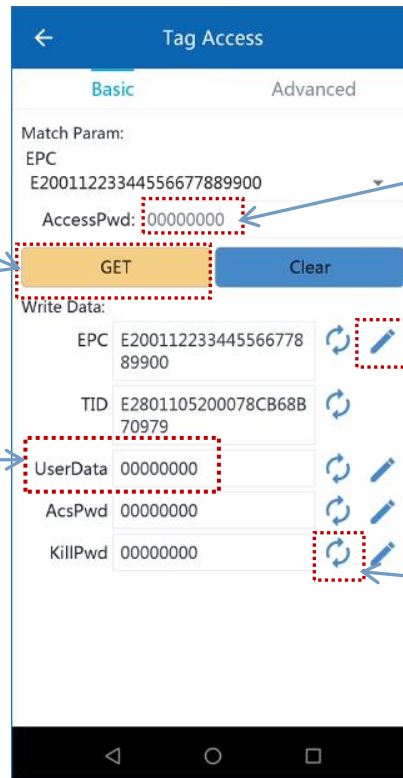 Tag Access
Basic Advanced
Match Param:
EPC
E20011223344556677889900
AccessPwd: 00000000
GET Clear
Write Data:
EPC E200112233445566778
89900
TID E2801105200078CB68B
70979
UserData 00000000
AcsPwd 00000000
KillPwd 00000000